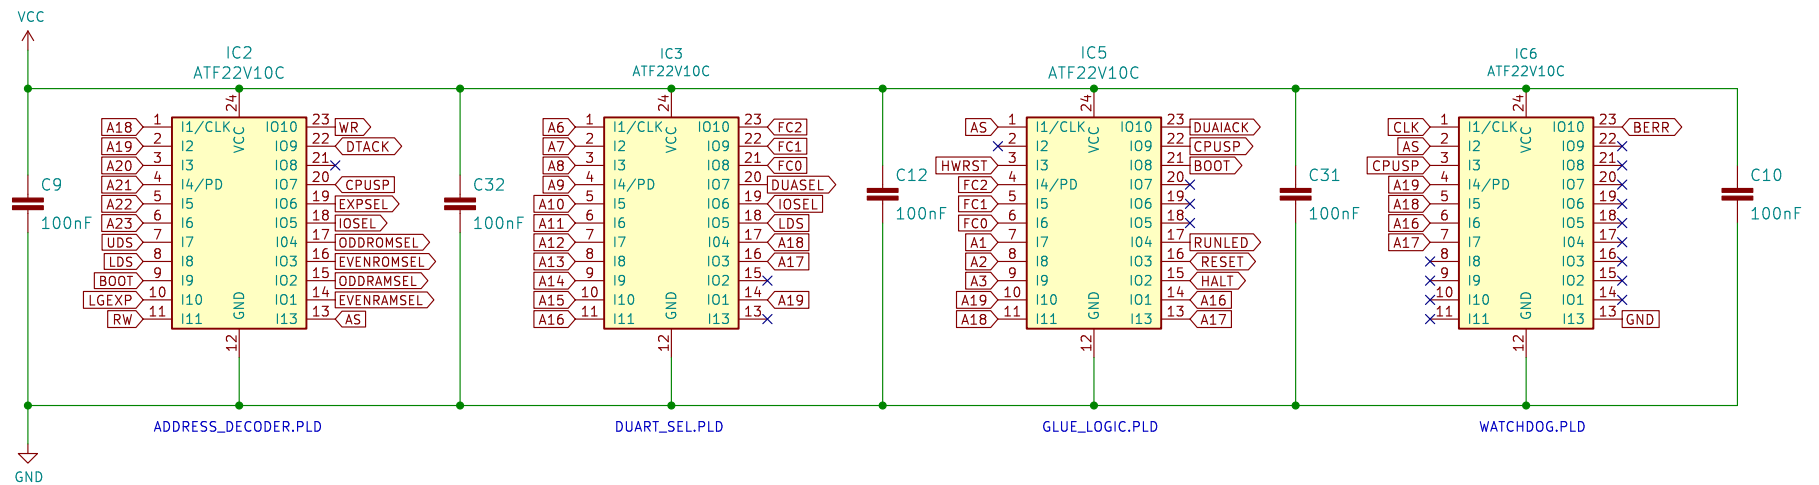 VCC
IC2
ATF22V10C
IC3
ATF22V10C
IC5
ATF22V10C
IC6
ATF22V10C
24
24
24
24
A18 1 I1/CLK VCC IO10 23 WR
A19 2 I2 IO9 22 DTACK
A20 3 I3 IO8 21
A21 4 I4/PD IO7 20 CPUSP
A22 5 I5 IO6 19 EXPSEL
A23 6 I6 IO5 18 IOSEL
UDS 7 I7 IO4 17 ODDROMSEL
LDS 8 I8 IO3 16 EVENROMSEL
BOOT 9 I9 IO2 15 ODDRAMSEL
LGEXP 10 I10 GND IO1 14 EVENRAMSEL
RW 11 I11 I13 13 AS
12
A6 1 I1/CLK VCC IO10 23 FC2
A7 2 I2 IO9 22 FC1
A8 3 I3 IO8 21 FC0
A9 4 I4/PD IO7 20 DUASEL
A10 5 I5 IO6 19 IOSEL
A11 6 I6 IO5 18 LDS
A12 7 I7 IO4 17 A18
A13 8 I8 IO3 16 A17
A14 9 I9 IO2 15
A15 10 I10 GND IO1 14 A19
A16 11 I11 I13 13
12
AS 1 I1/CLK VCC IO10 23 DUAIACK
2 I2 IO9 22 CPUSP
HWRST 3 I3 IO8 21 BOOT
FC2 4 I4/PD IO7 20
FC1 5 I5 IO6 19
FC0 6 I6 IO5 18
A1 7 I7 IO4 17 RUNLED
A2 8 I8 IO3 16 RESET
A3 9 I9 IO2 15 HALT
A19 10 I10 GND IO1 14 A16
A18 11 I11 I13 13 A17
12
CLK 1 I1/CLK VCC IO10 23 BERR
AS 2 I2 IO9 22
CPUSP 3 I3 IO8 21
A19 4 I4/PD IO7 20
A18 5 I5 IO6 19
A16 6 I6 IO5 18
A17 7 I7 IO4 17
8 I8 IO3 16
9 I9 IO2 15
10 I10 GND IO1 14
11 I11 I13 13 GND
12
C9
100nF
C32
100nF
C12
100nF
C31
100nF
C10
100nF
ADDRESS_DECODER.PLD
DUART_SEL.PLD
GLUE_LOGIC.PLD
WATCHDOG.PLD
GND